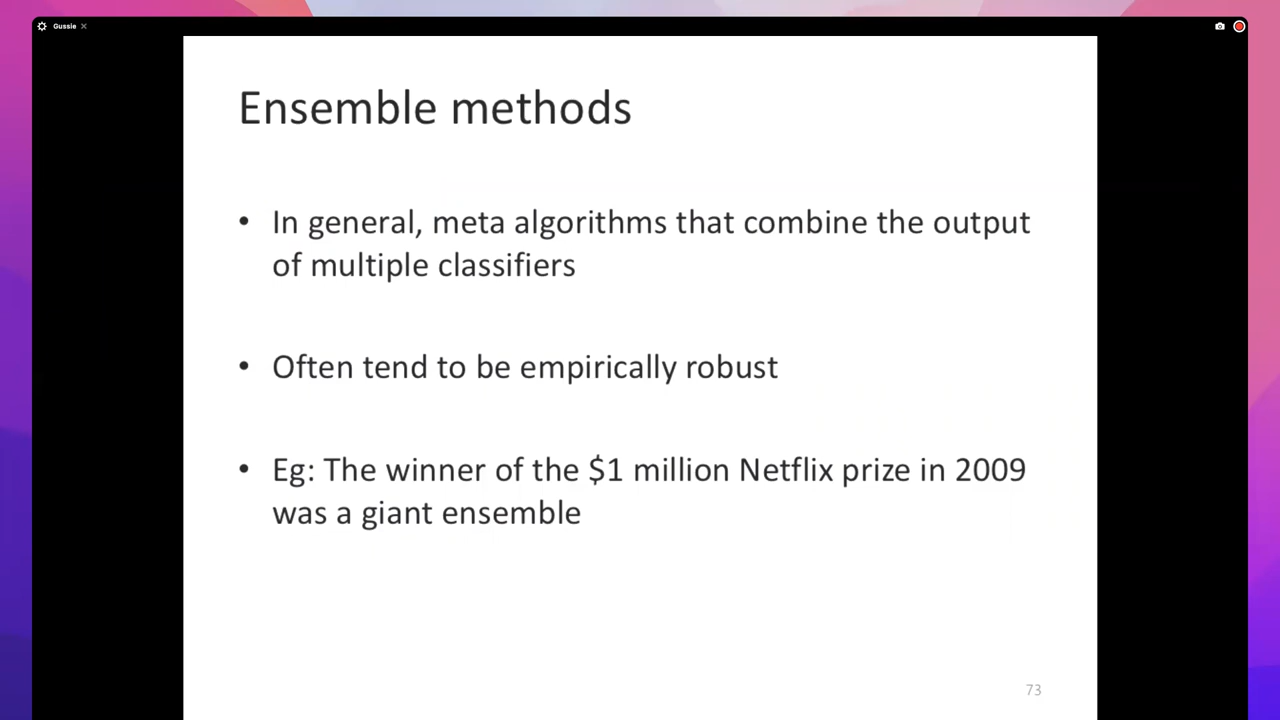 Gussie
Ensemble methods
• In general, meta algorithms that combine the output
of multiple classifiers
• Often tend to be empirically robust
• Eg: The winner of the $1 million Netflix prize in 2009
was a giant ensemble
73